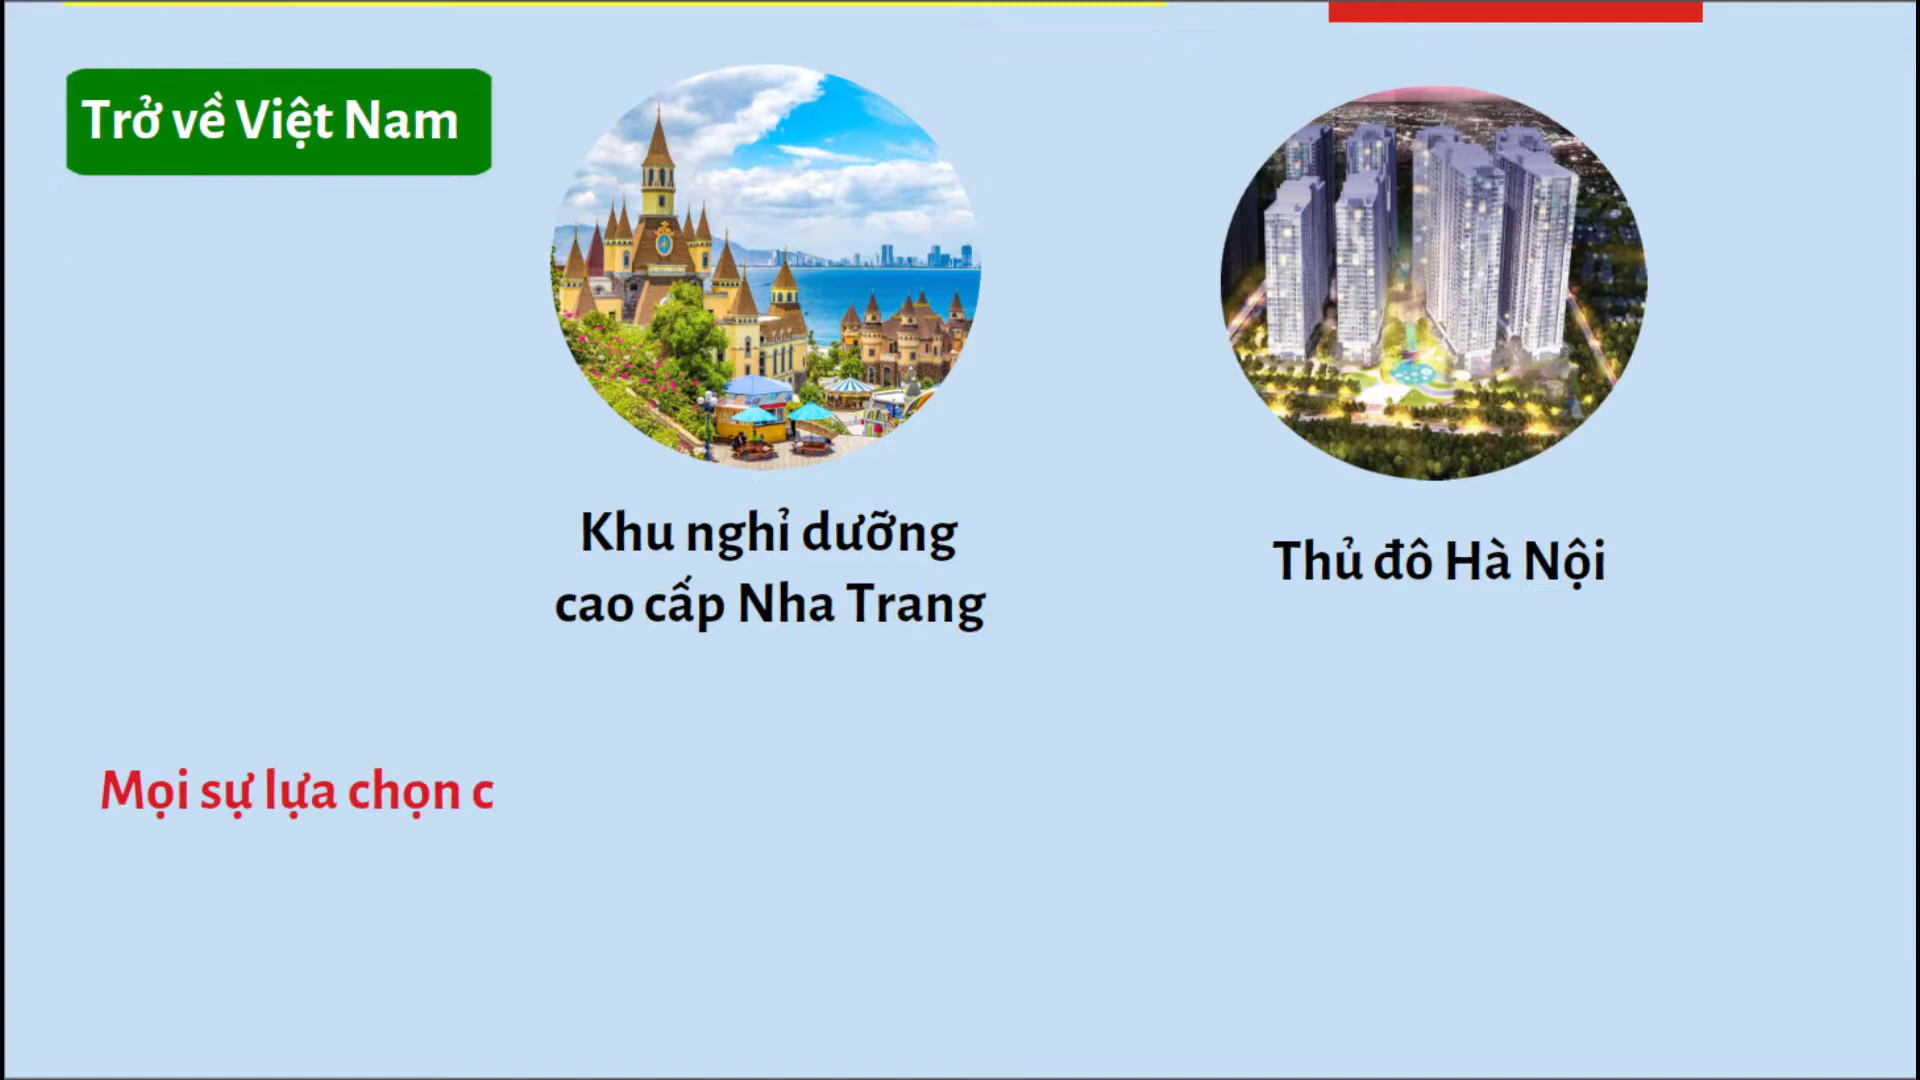 Trở về Việt Nam
Khu nghỉ dưỡng
cao cấp Nha Trang
Thủ đô Hà Nội
Mọi sự lựa chọn c